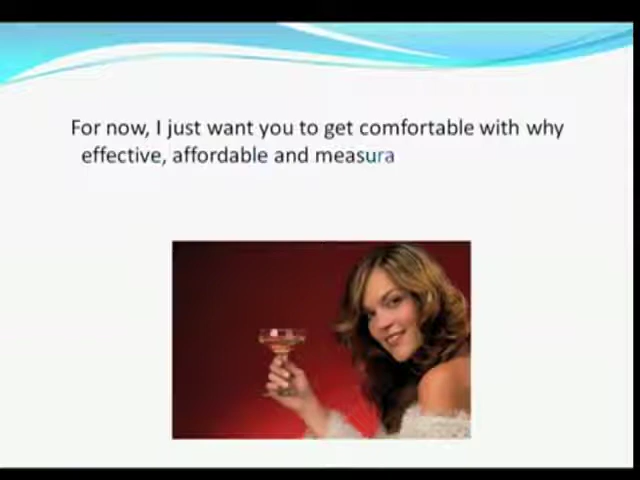 For now, I just want you to get comfortable with why
effective, affordable and measura